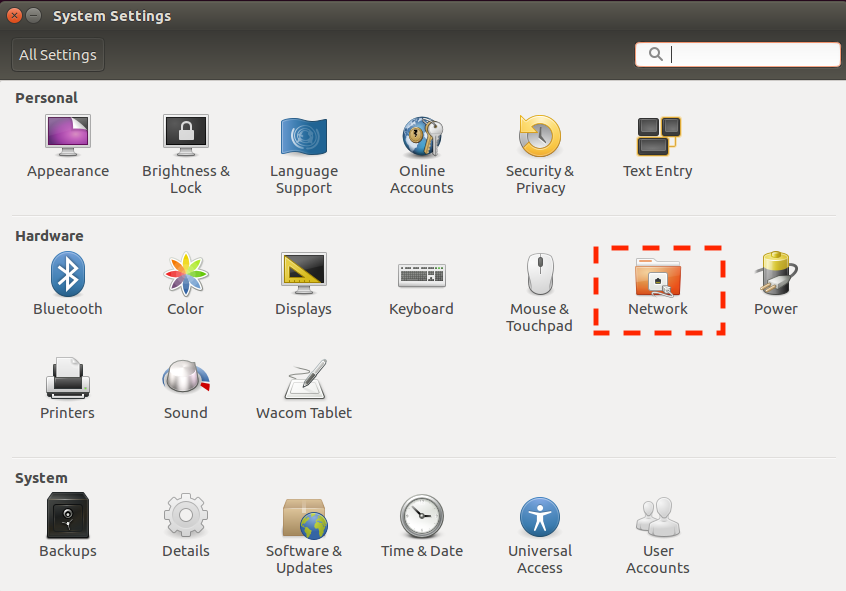 System Settings
All Settings
Personal
Appearance
Brightness &
Lock
Language
Support
Online
Accounts
Security &
Privacy
Text Entry
Hardware
Bluetooth
Color
Displays
Keyboard
Mouse &
Touchpad
Network
Power
Printers
Sound
Wacom Tablet
System
Backups
Details
Software &
Updates
Time & Date
Universal
Access
User
Accounts